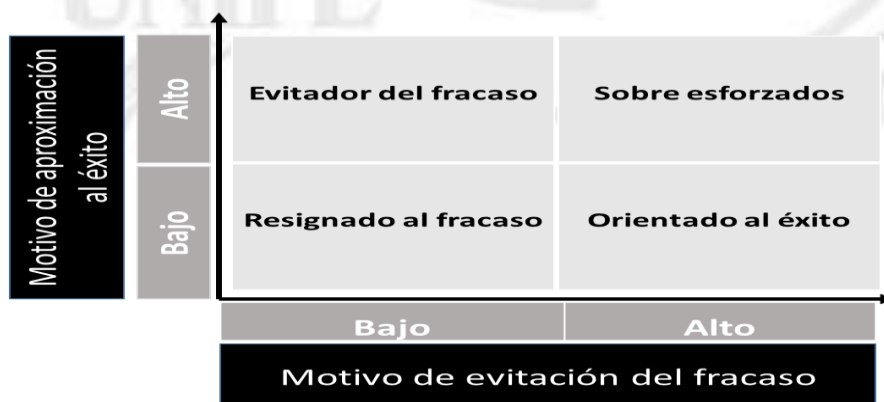 Motivo de aproximación
al éxito
Alto
Bajo
Evitador del fracaso
Sobre esforzados
Resignado al fracaso
Orientado al éxito
Bajo
Alto
Motivo de evitación del fracaso